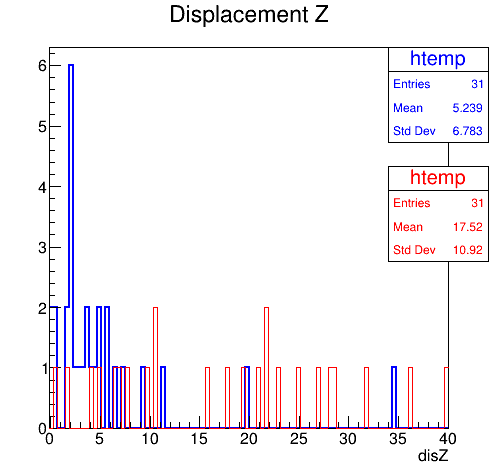 Displacement Z
htemp
Entries 31
Mean 5.239
Std Dev 6.783
htemp
Entries 31
Mean 17.52
Std Dev 10.92
6
5
4
3
2
1
0
0 5 10 15 20 25 30 35 40
disZ